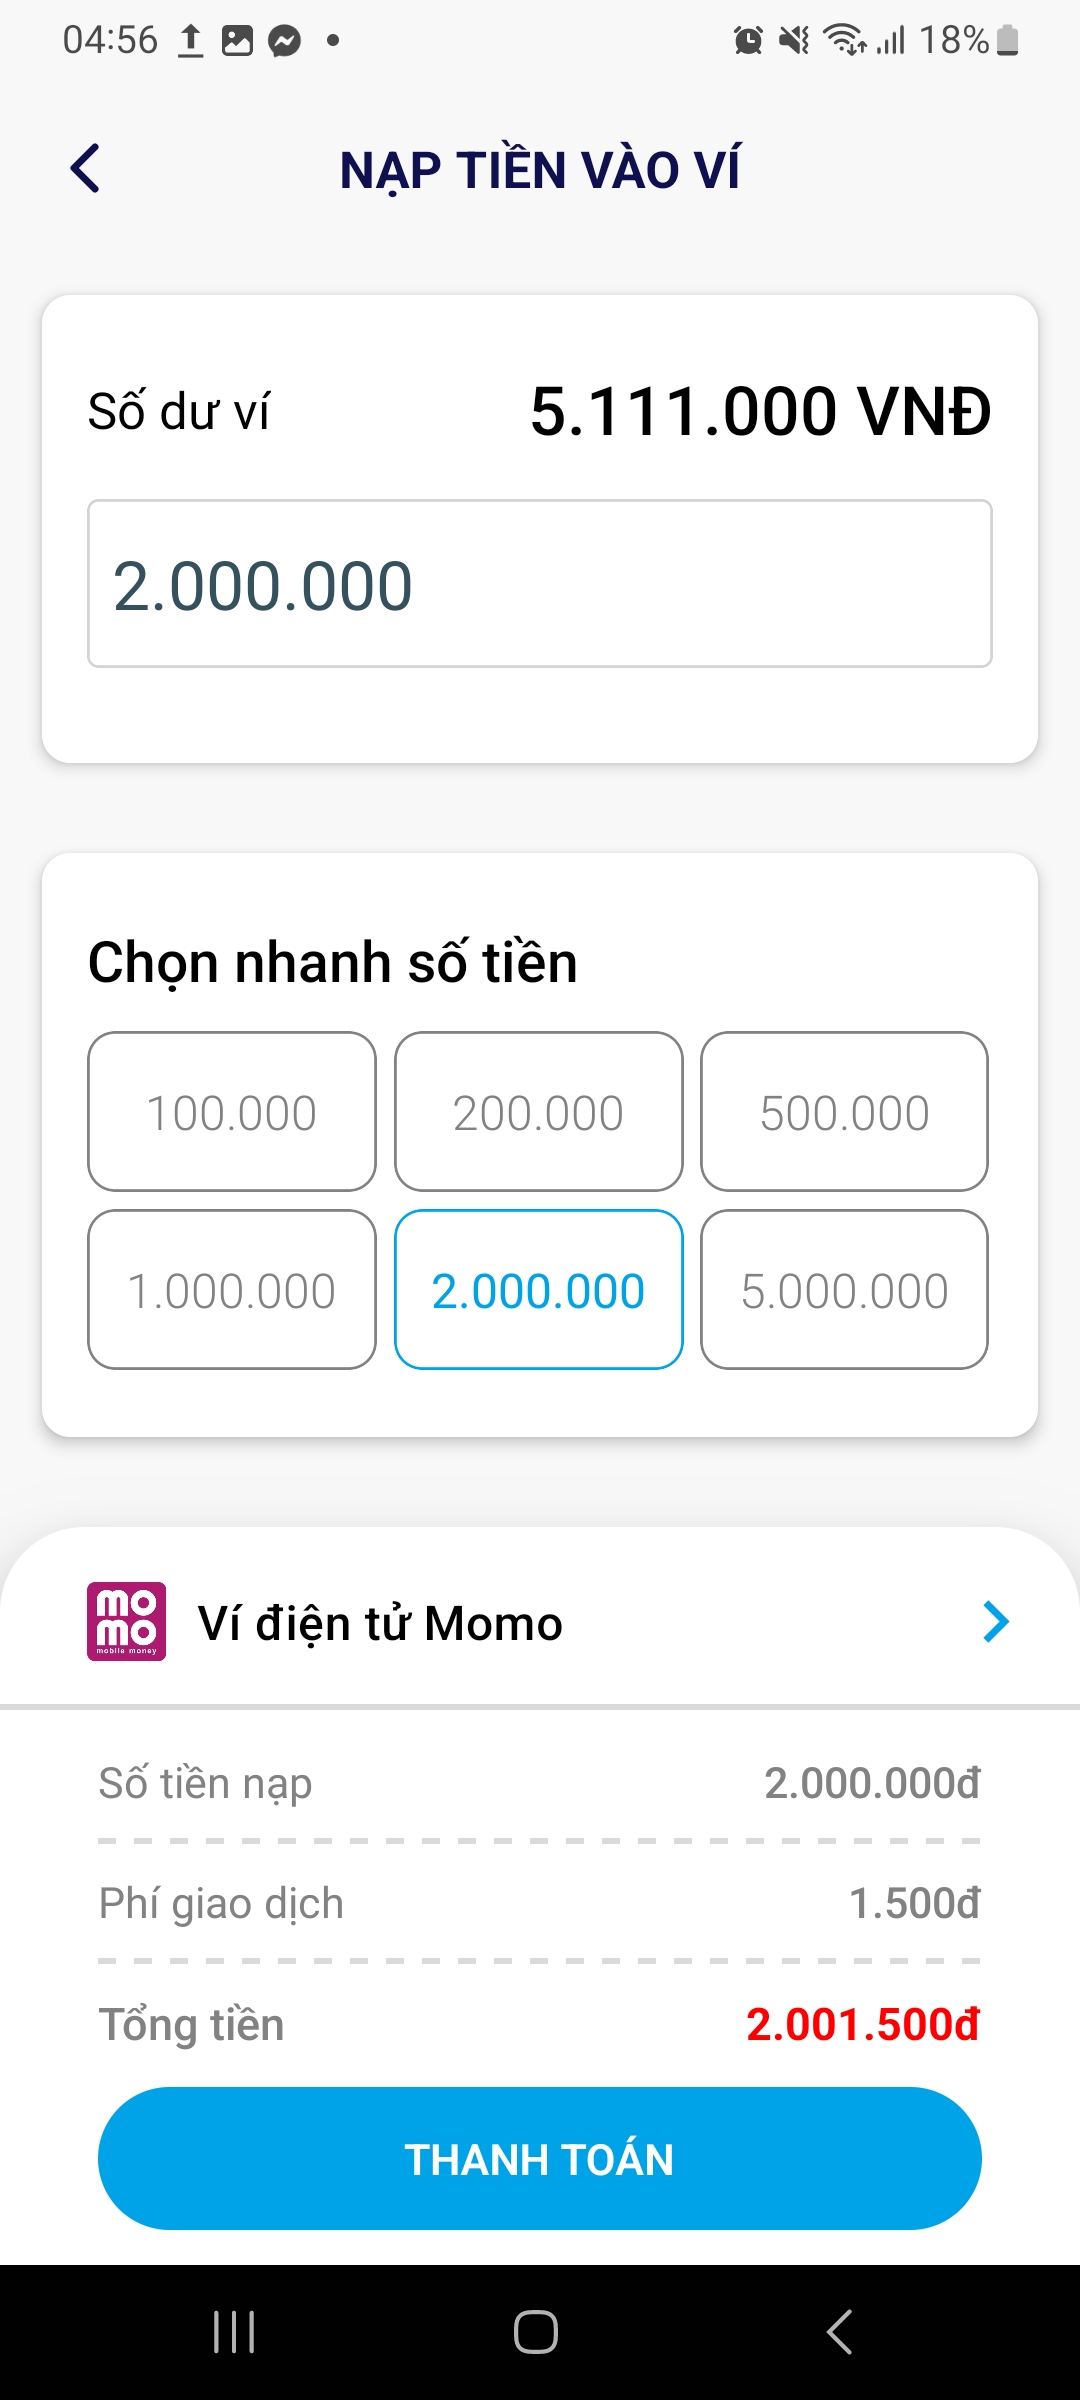 04:56 18%
NẠP TIỀN VÀO VÍ
Số dư ví 5.111.000 VNĐ
2.000.000
Chọn nhanh số tiền
100.000 200.000 500.000
1.000.000 2.000.000 5.000.000
mo
mo
mobile money
Ví điện tử Momo
Số tiền nạp 2.000.000đ
Phí giao dịch 1.500đ
Tổng tiền 2.001.500đ
THANH TOÁN